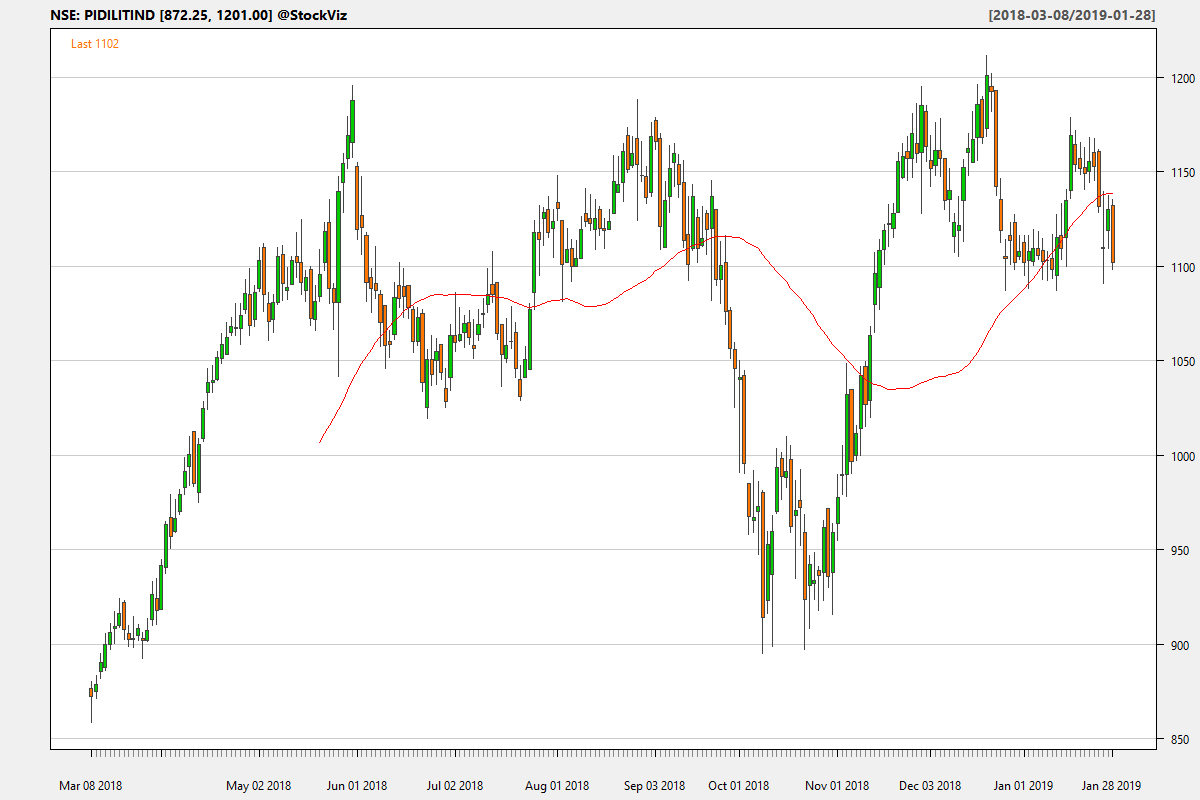 NSE: PIDILITIND [872.25, 1201.00] @StockViz [2018-03-08/2019-01-28]
Last 1102
1200
1150
1100
1050
1000
950
900
850
Mar 08 2018 May 02 2018 Jun 01 2018 Jul 02 2018 Aug 01 2018 Sep 03 2018 Oct 01 2018 Nov 01 2018 Dec 03 2018 Jan 01 2019 Jan 28 2019